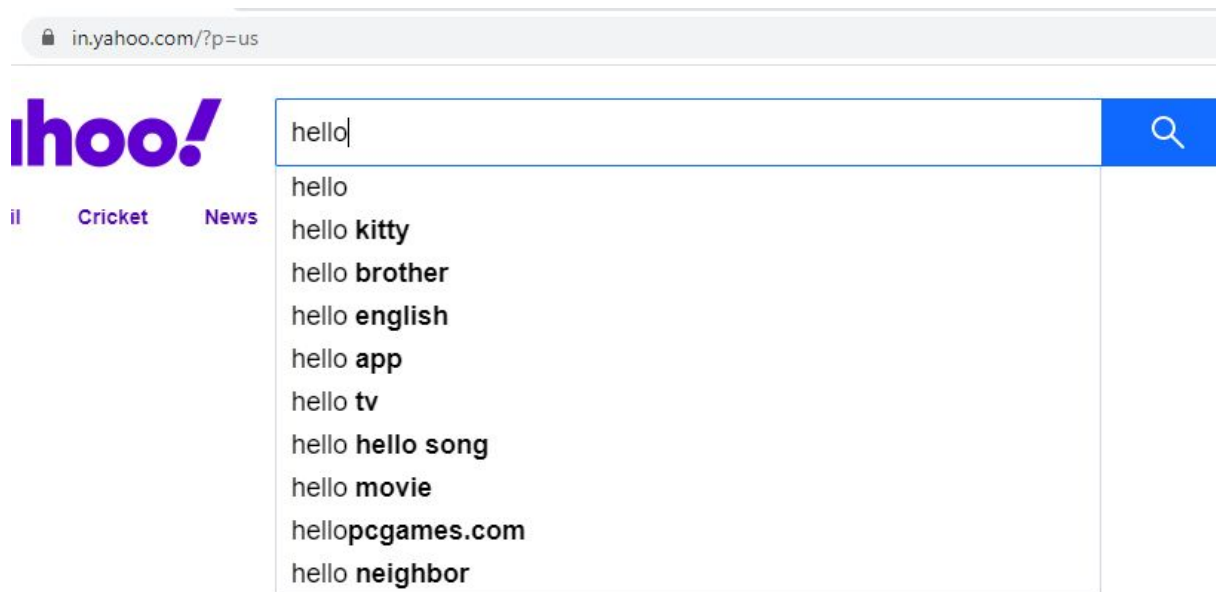 in.yahoo.com/?p=us
hello
hello
il Cricket News
hello kitty
hello brother
hello english
hello app
hello tv
hello hello song
hello movie
hellopcgames.com
hello neighbor